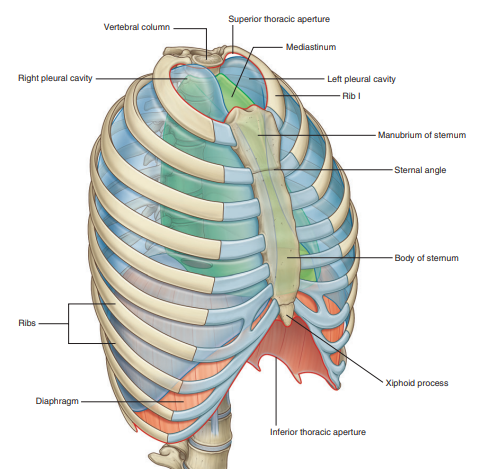 Superior thoracic aperture
Vertebral column
Mediastinum
Right pleural cavity
Left pleural cavity
Rib I
Manubrium of sternum
Sternal angle
Body of sternum
Ribs
Xiphoid process
Diaphragm
Inferior thoracic aperture